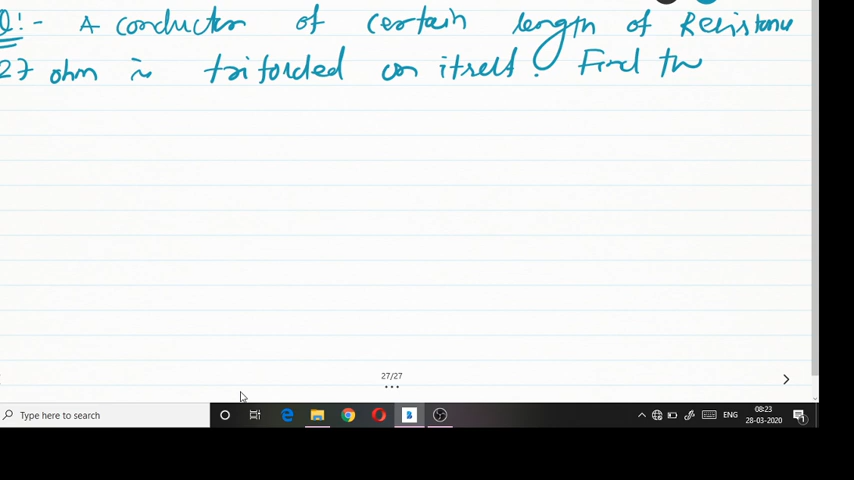 Q:- A conductor of certain length of Resistance
27 ohm is trifolded on itself. Find the
27/27
Type here to search
ENG
08:23
28-03-2020